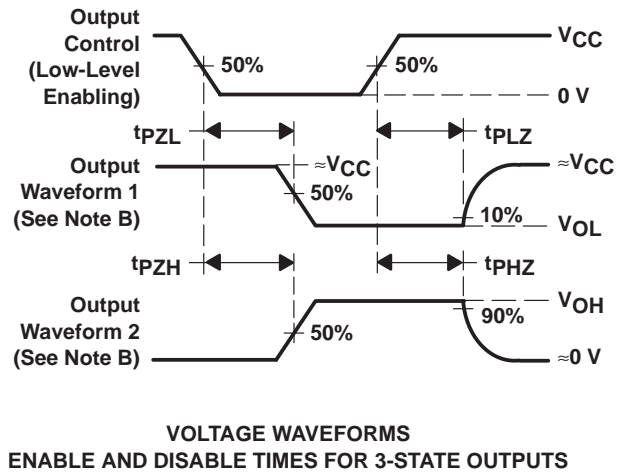 Output
Control
(Low-Level
Enabling)
50%
50%
VCC
0 V
tPZL
tPLZ
Output
Waveform 1
(See Note B)
≈VCC
50%
≈VCC
10%
VOL
tPZH
tPHZ
Output
Waveform 2
(See Note B)
50%
VOH
90%
≈0 V
VOLTAGE WAVEFORMS
ENABLE AND DISABLE TIMES FOR 3-STATE OUTPUTS